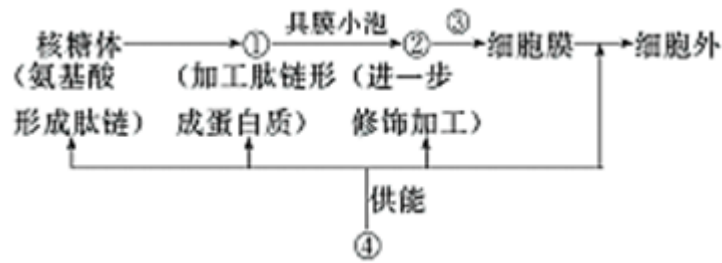 核糖体 ① 具膜小泡 ② ③ 细胞膜 细胞外
（氨基酸 （加工肽链形 （进一步
形成肽链） 成蛋白质） 修饰加工）
供能
④